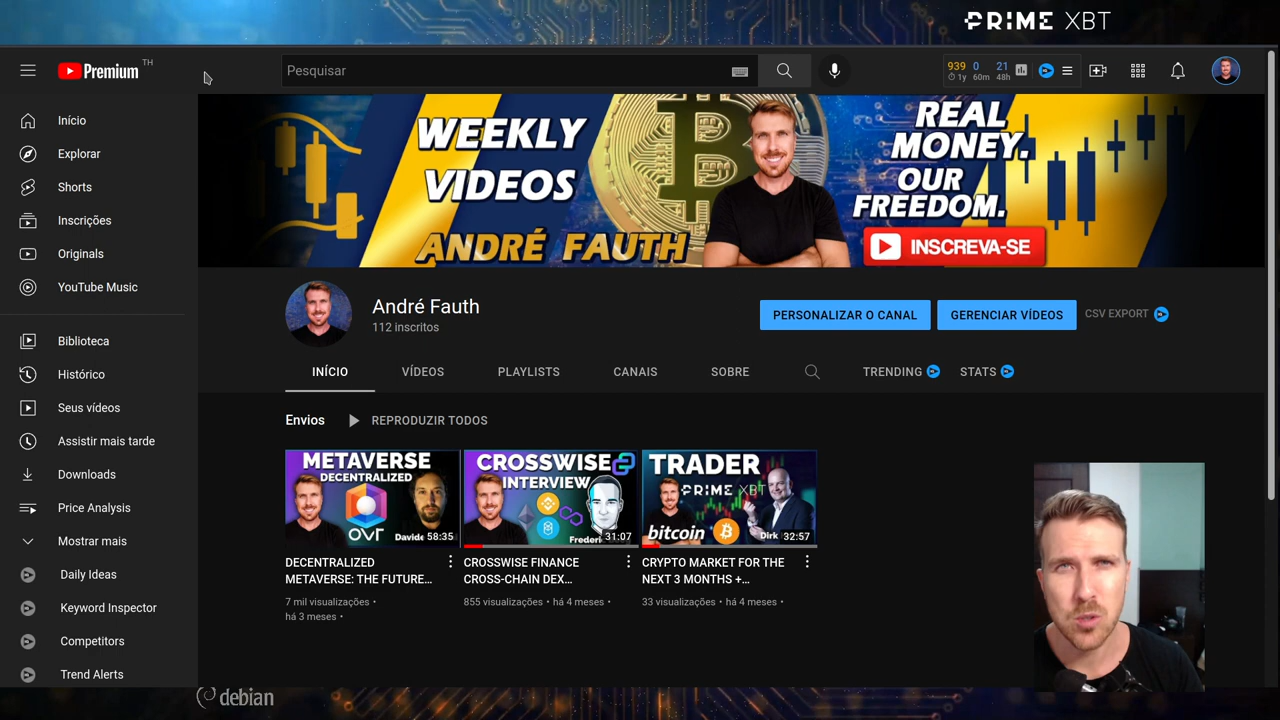 PRIME XBT
Premium TH
Pesquisar
939 0 21
1y 60m 48h
Início
Explorar
Shorts
Inscrições
Originals
YouTube Music
Biblioteca
Histórico
Seus vídeos
Assistir mais tarde
Downloads
Price Analysis
Mostrar mais
Daily Ideas
Keyword Inspector
Competitors
Trend Alerts
WEEKLY
VIDEOS
ANDRÉ FAUTH
REAL
MONEY.
OUR
FREEDOM.
INSCREVA-SE
André Fauth
112 inscritos
PERSONALIZAR O CANAL
GERENCIAR VÍDEOS
CSV EXPORT
INÍCIO
VÍDEOS
PLAYLISTS
CANAIS
SOBRE
TRENDING
STATS
Envios
REPRODUZIR TODOS
METAVERSE
DECENTRALIZED
OVR
Davide
58:35
DECENTRALIZED
METAVERSE: THE FUTURE...
7 mil visualizações •
há 3 meses •
CROSSWISE
INTERVIEW
Frederi
31:07
CROSSWISE FINANCE
CROSS-CHAIN DEX...
855 visualizações • há 4 meses •
TRADER
PRIME XBT
bitcoin
Dirk
32:57
CRYPTO MARKET FOR THE
NEXT 3 MONTHS +...
33 visualizações • há 4 meses •
debian